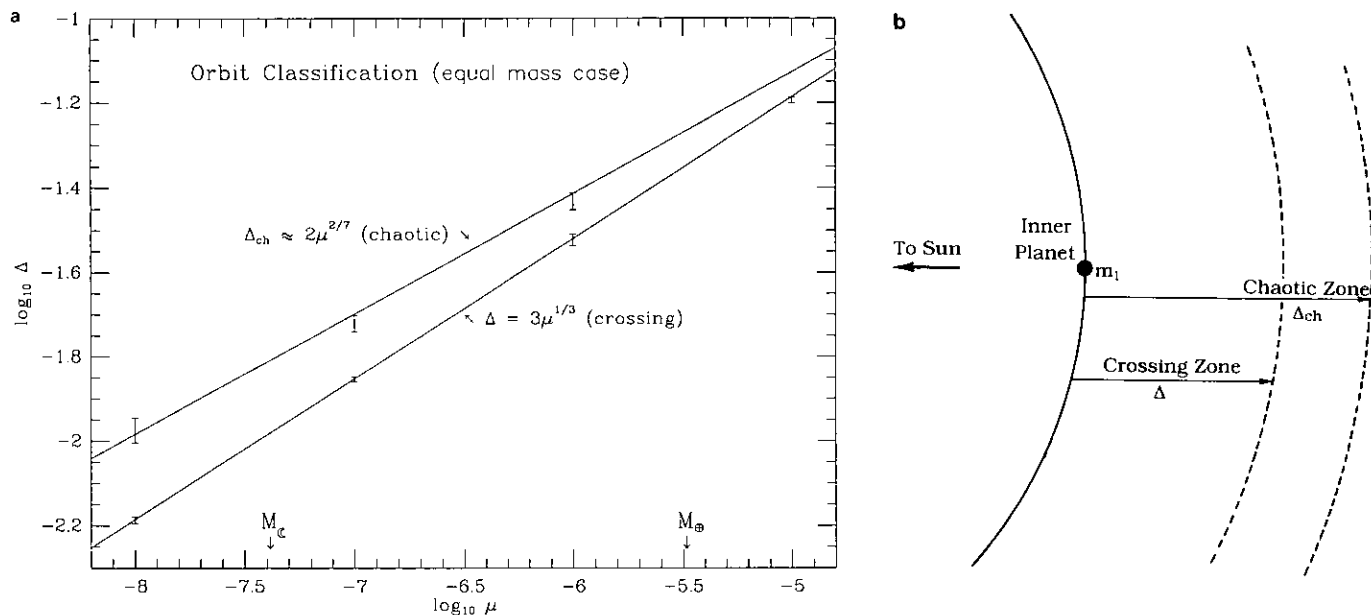 a
Orbit Classification (equal mass case)
Δch ≈ 2μ^2/7 (chaotic)
Δ = 3μ^1/3 (crossing)
M☾
M⊕
log10 Δ
-1
-1.2
-1.4
-1.6
-1.8
-2
-2.2
-8
-7.5
-7
-6.5
-6
-5.5
-5
log10 μ
b
To Sun
Inner
Planet
m1
Chaotic Zone
Δch
Crossing Zone
Δ